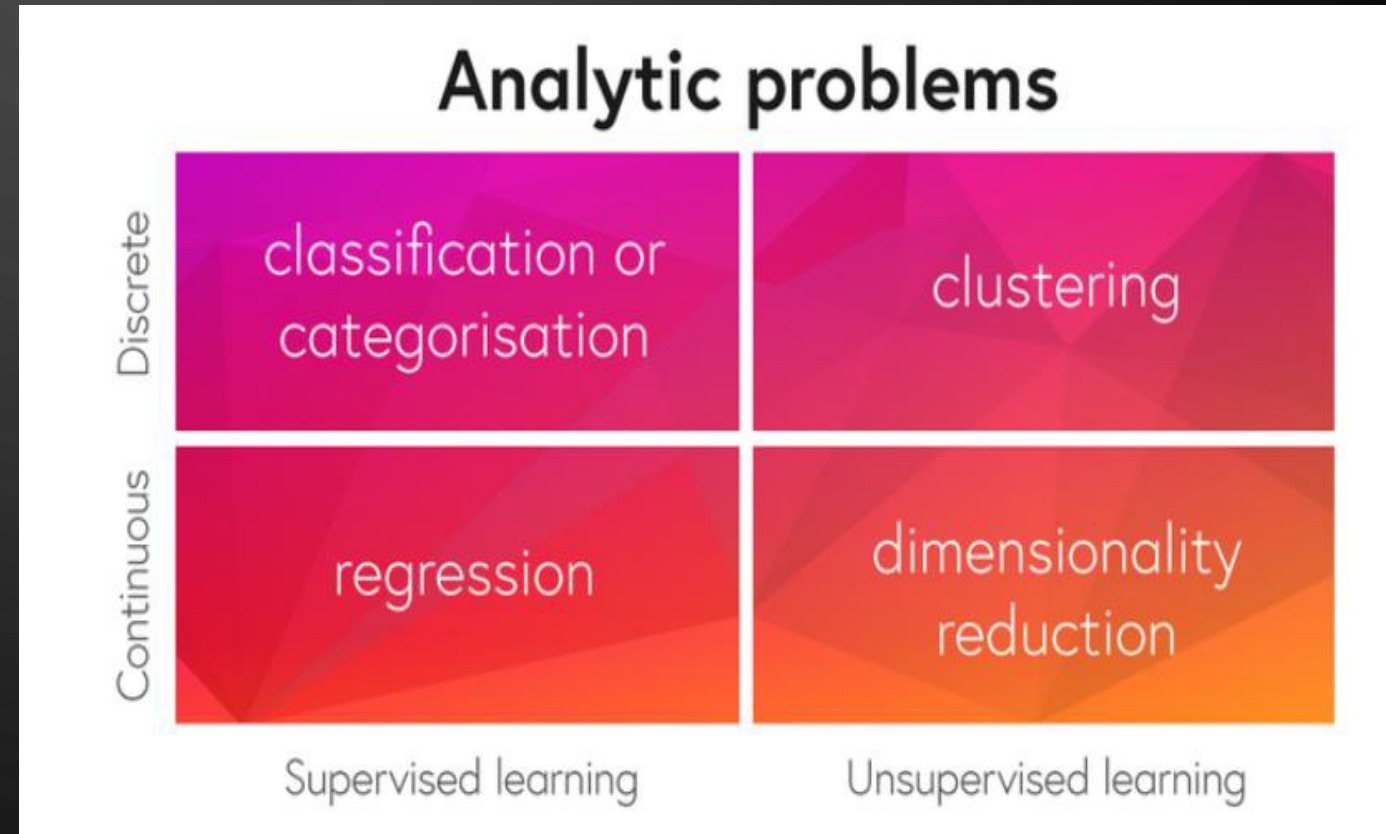 Analytic problems
Discrete
classification or
categorisation
clustering
Continuous
regression
dimensionality
reduction
Supervised learning
Unsupervised learning